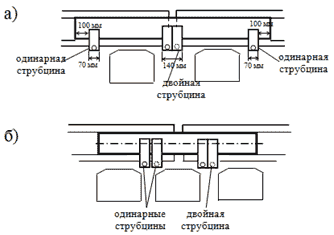 а)
100 мм
100 мм
одинарная
струбцина
70 мм
140 мм
70 мм
одинарная
струбцина
двойная
струбцина
б)
одинарные
струбцины
двойная
струбцина